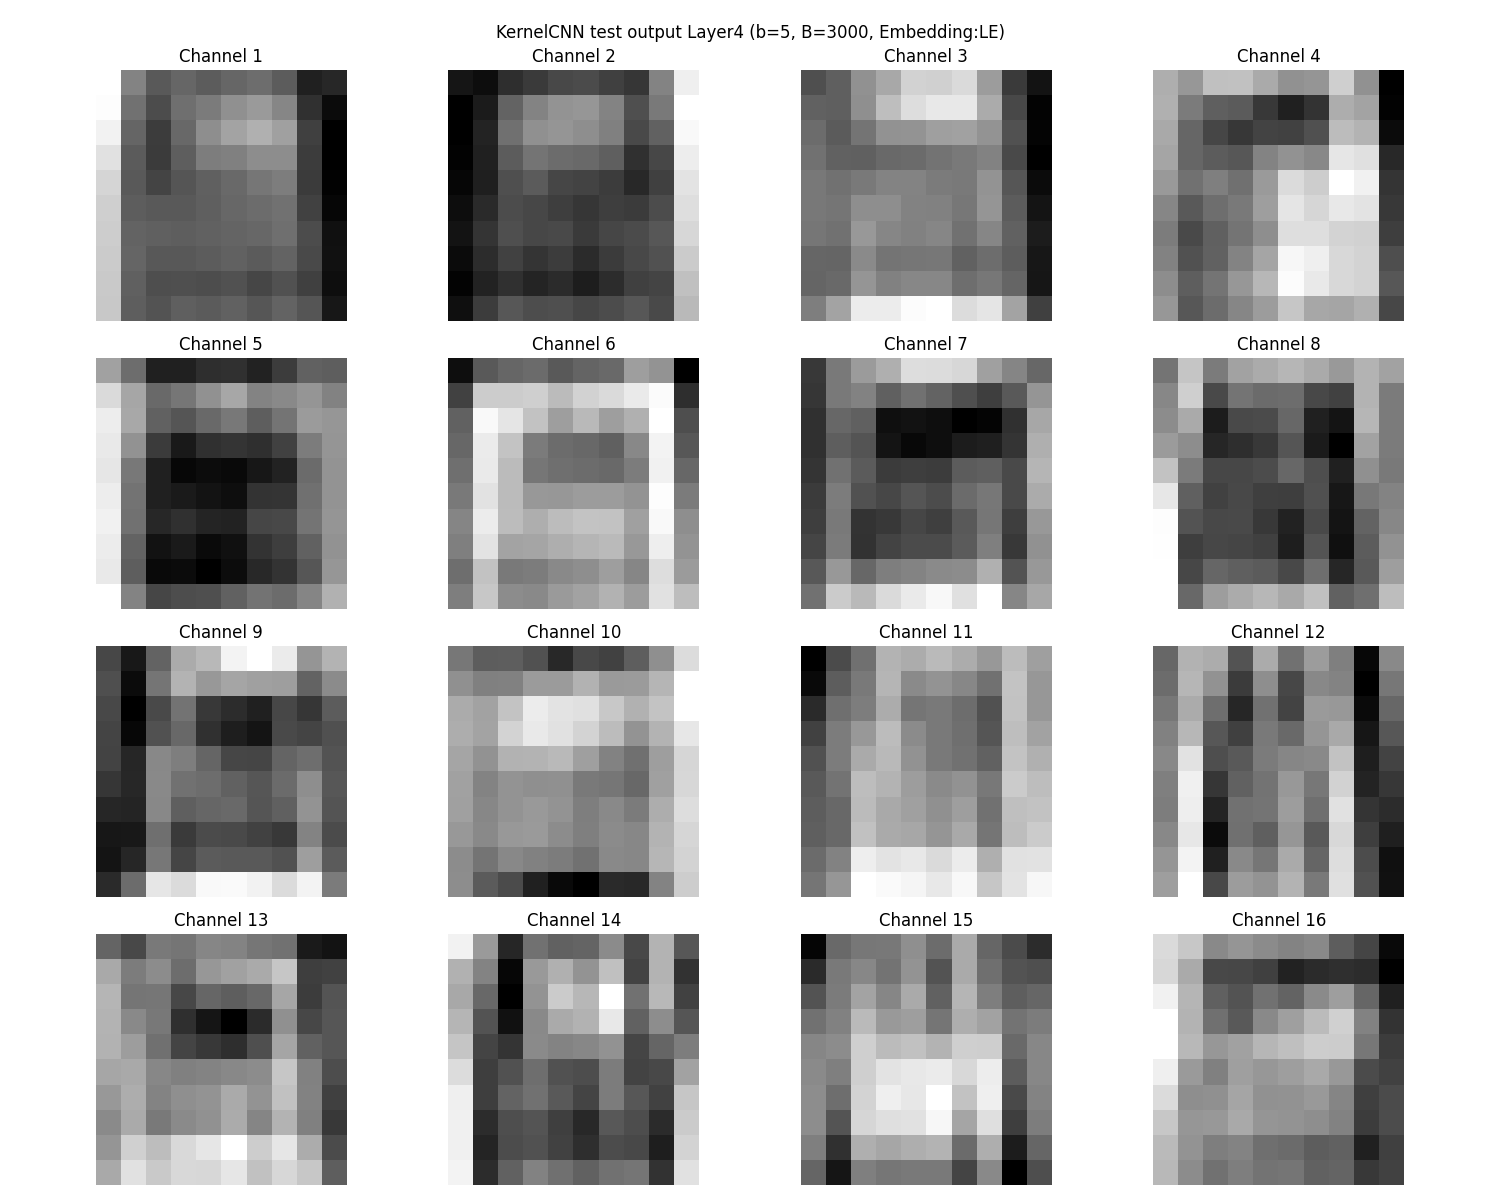 KernelCNN test output Layer4 (b=5, B=3000, Embedding:LE)
Channel 1 Channel 2 Channel 3 Channel 4
Channel 5 Channel 6 Channel 7 Channel 8
Channel 9 Channel 10 Channel 11 Channel 12
Channel 13 Channel 14 Channel 15 Channel 16